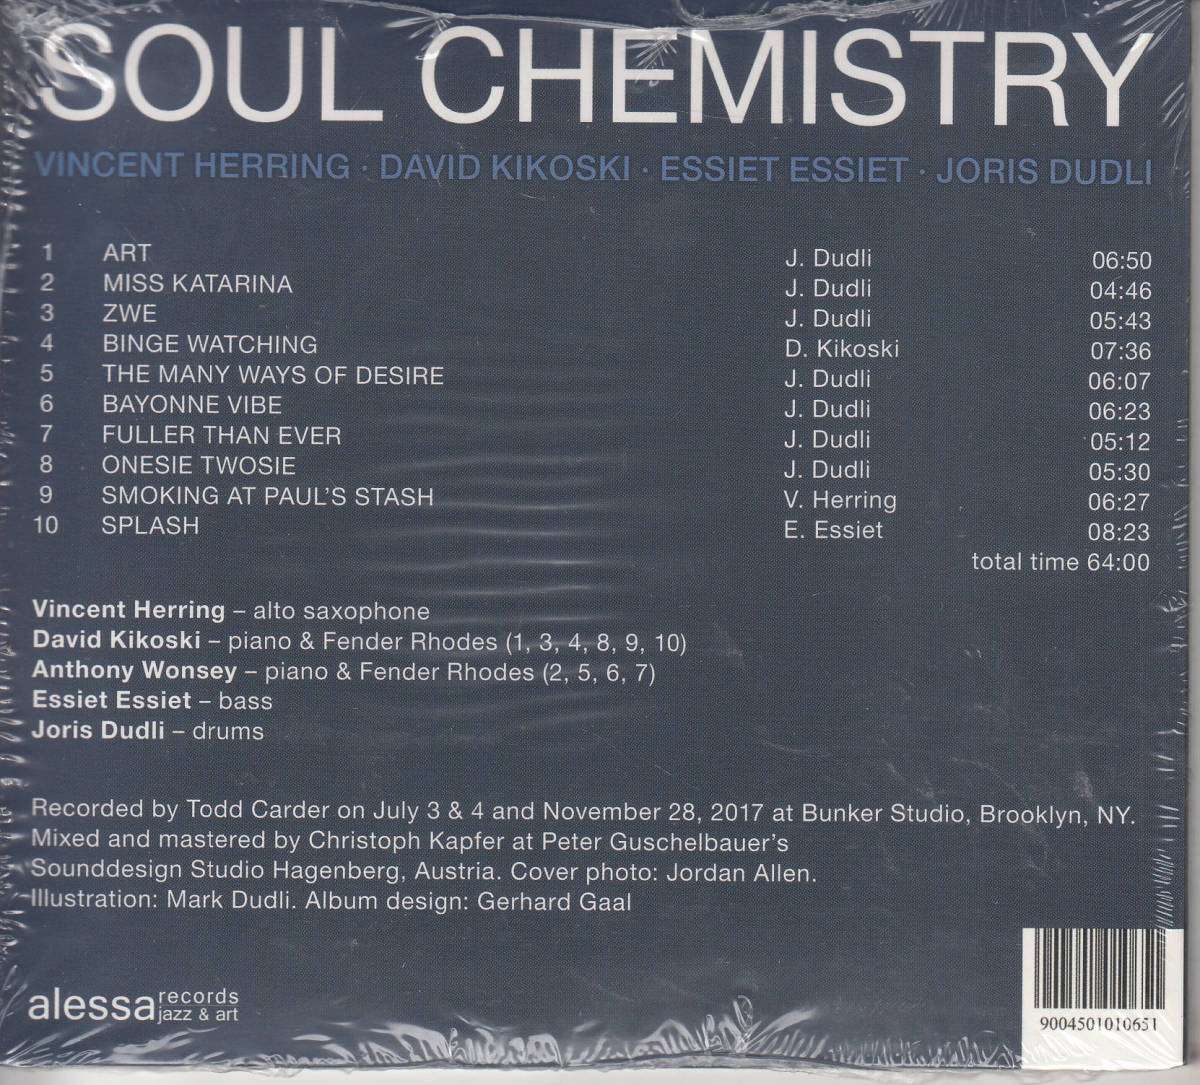 SOUL CHEMISTRY
VINCENT HERRING · DAVID KIKOSKI · ESSIET ESSIET · JORIS DUDLI
1 ART J. Dudli 06:50
2 MISS KATARINA J. Dudli 04:46
3 ZWE J. Dudli 05:43
4 BINGE WATCHING D. Kikoski 07:36
5 THE MANY WAYS OF DESIRE J. Dudli 06:07
6 BAYONNE VIBE J. Dudli 06:23
7 FULLER THAN EVER J. Dudli 05:12
8 ONESIE TWOSIE J. Dudli 05:30
9 SMOKING AT PAUL'S STASH V. Herring 06:27
10 SPLASH E. Essiet 08:23
total time 64:00
Vincent Herring – alto saxophone
David Kikoski – piano & Fender Rhodes (1, 3, 4, 8, 9, 10)
Anthony Wonsey – piano & Fender Rhodes (2, 5, 6, 7)
Essiet Essiet – bass
Joris Dudli – drums
Recorded by Todd Carder on July 3 & 4 and November 28, 2017 at Bunker Studio, Brooklyn, NY.
Mixed and mastered by Christoph Kapfer at Peter Guschelbauer's
Sounddesign Studio Hagenberg, Austria. Cover photo: Jordan Allen.
Illustration: Mark Dudli. Album design: Gerhard Gaal
alessa records
jazz & art
9004501010651